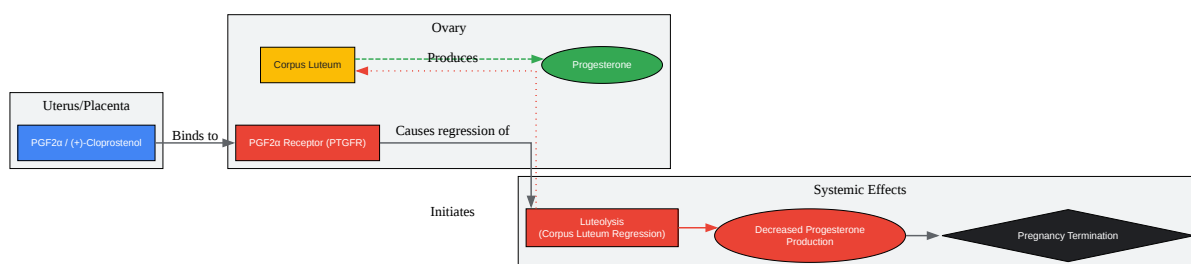 Ovary
Corpus Luteum
Produces
Progesterone
Uterus/Placenta
PGF2α / (+)-Cloprostenol
Binds to
PGF2α Receptor (PTGFR)
Causes regression of
Systemic Effects
Initiates
Luteolysis
(Corpus Luteum Regression)
Decreased Progesterone
Production
Pregnancy Termination